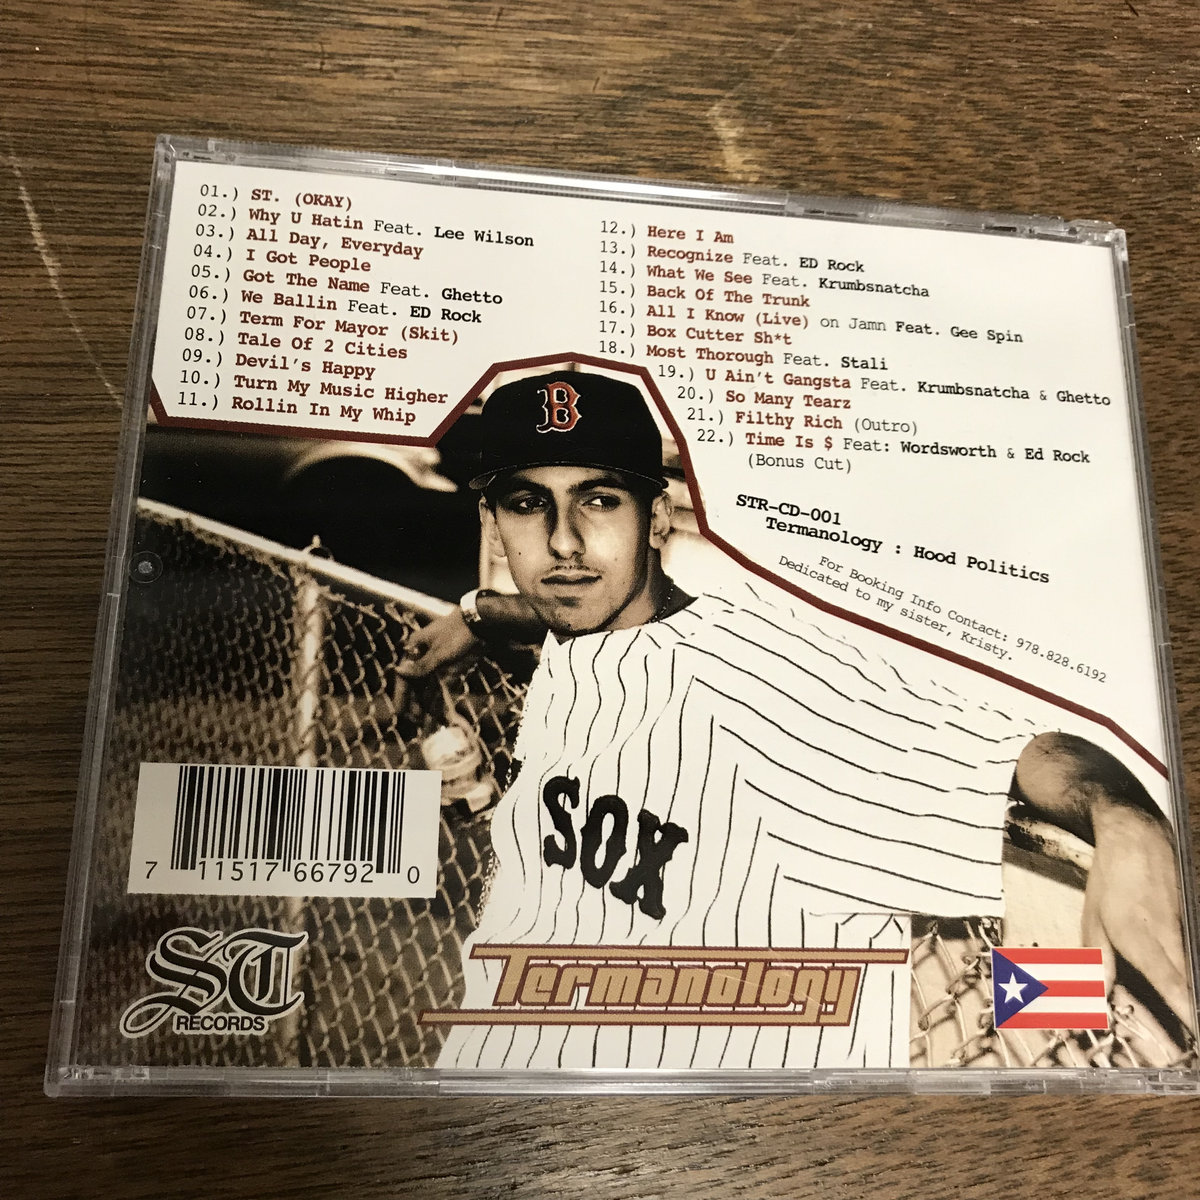 01.) ST. (OKAY)
02.) Why U Hatin Feat. Lee Wilson
03.) All Day, Everyday
04.) I Got People
05.) Got The Name Feat. Ghetto
06.) We Ballin Feat. ED Rock
07.) Term For Mayor (Skit)
08.) Tale Of 2 Cities
09.) Devil's Happy
10.) Turn My Music Higher
11.) Rollin In My Whip
12.) Here I Am
13.) Recognize Feat. ED Rock
14.) What We See Feat. Krumbsnatcha
15.) Back Of The Trunk
16.) All I Know (Live) on Jamn Feat. Gee Spin
17.) Box Cutter Sh*t
18.) Most Thorough Feat. Stali
19.) U Ain't Gangsta Feat. Krumbsnatcha & Ghetto
20.) So Many Tearz
21.) Filthy Rich (Outro)
22.) Time Is $ Feat: Wordsworth & Ed Rock
(Bonus Cut)
STR-CD-001
Termanology : Hood Politics
For Booking Info Contact: 978.828.6192
Dedicated to my sister, Kristy.
B
SOX
7 11517 66792 0
ST
RECORDS
Termanology